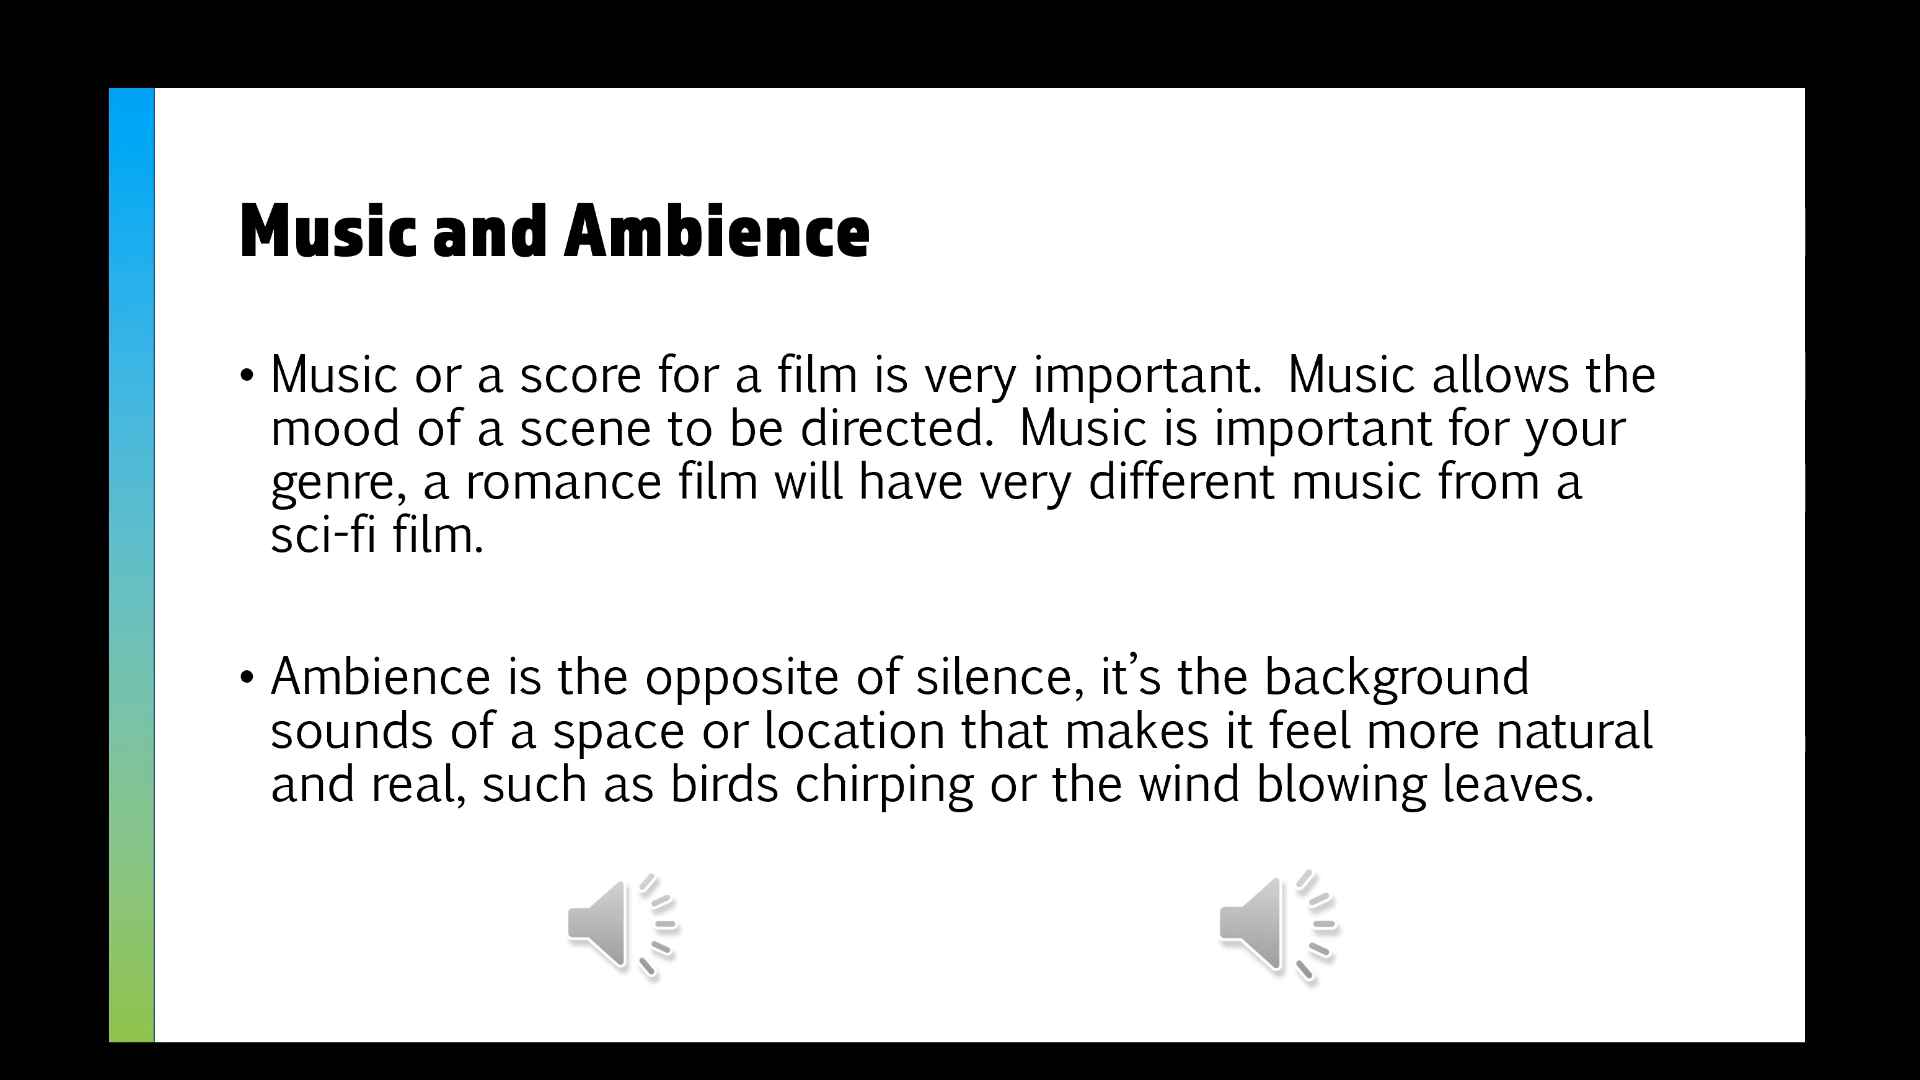 Music and Ambience
• Music or a score for a film is very important.  Music allows the
mood of a scene to be directed.  Music is important for your
genre, a romance film will have very different music from a
sci-fi film.
• Ambience is the opposite of silence, it’s the background
sounds of a space or location that makes it feel more natural
and real, such as birds chirping or the wind blowing leaves.